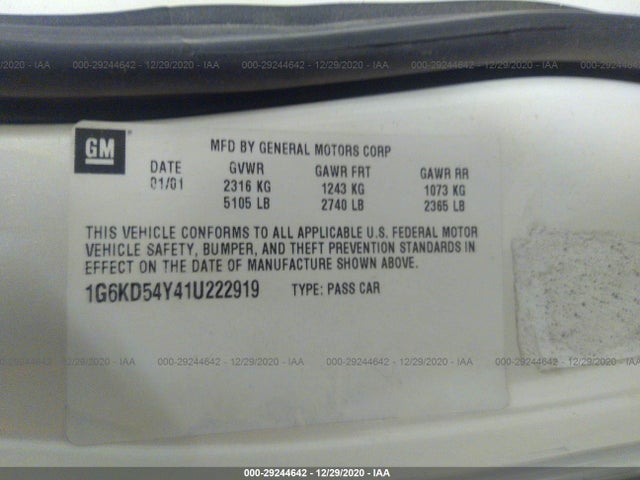 000-29244642 - 12/29/2020 - IAA 000-29244642 - 12/29/2020 - IAA 000-29244642 - 12/29/2020 - IAA
GM
MFD BY GENERAL MOTORS CORP
DATE GVWR GAWR FRT GAWR RR
01/01 2316 KG 1243 KG 1073 KG
5105 LB 2740 LB 2365 LB
THIS VEHICLE CONFORMS TO ALL APPLICABLE U.S. FEDERAL MOTOR
VEHICLE SAFETY, BUMPER, AND THEFT PREVENTION STANDARDS IN
EFFECT ON THE DATE OF MANUFACTURE SHOWN ABOVE.
1G6KD54Y41U222919 TYPE: PASS CAR
000-29244642 - 12/29/2020 - IAA 000-29244642 - 12/29/2020 - IAA 000-29244642 - 12/29/2020 - IAA
000-29244642 - 12/29/2020 - IAA